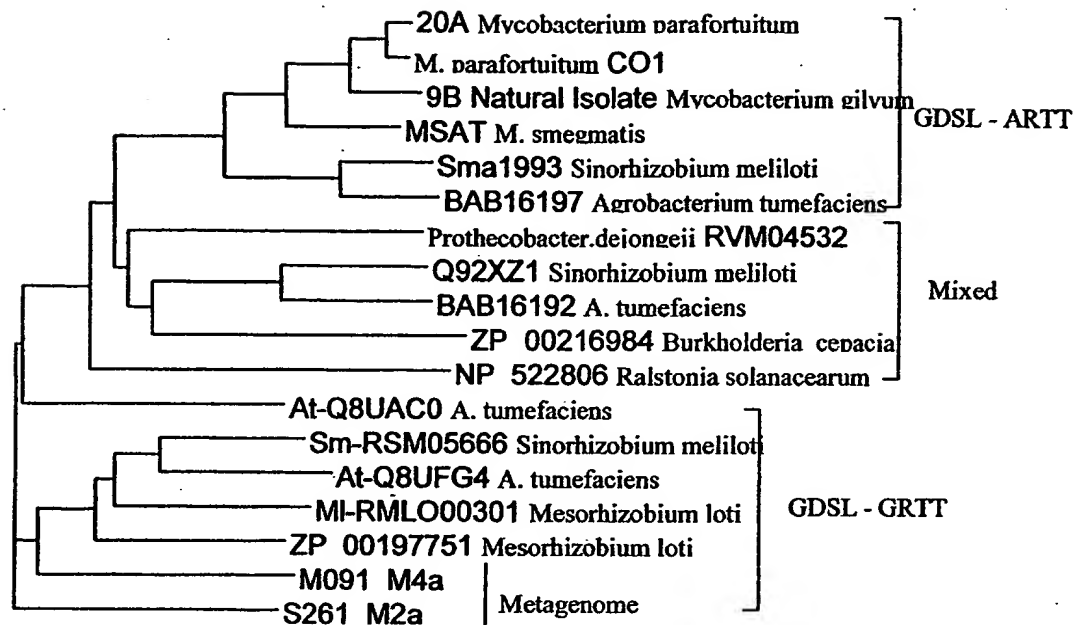 20A Mycobacterium parafortuitum
M. parafortuitum CO1
9B Natural Isolate Mycobacterium gilvum
GDSL - ARTT
MSAT M. smegmatis
Sma1993 Sinorhizobium meliloti
BAB16197 Agrobacterium tumefaciens
Prothecobacter.dejongeii RVM04532
Q92XZ1 Sinorhizobium meliloti
Mixed
BAB16192 A. tumefaciens
ZP 00216984 Burkholderia cepacia
NP 522806 Ralstonia solanacearum
At-Q8UAC0 A. tumefaciens
Sm-RSM05666 Sinorhizobium meliloti
At-Q8UFG4 A. tumefaciens
Ml-RMLO00301 Mesorhizobium loti
GDSL - GRTT
ZP 00197751 Mesorhizobium loti
M091 M4a
Metagenome
S261 M2a